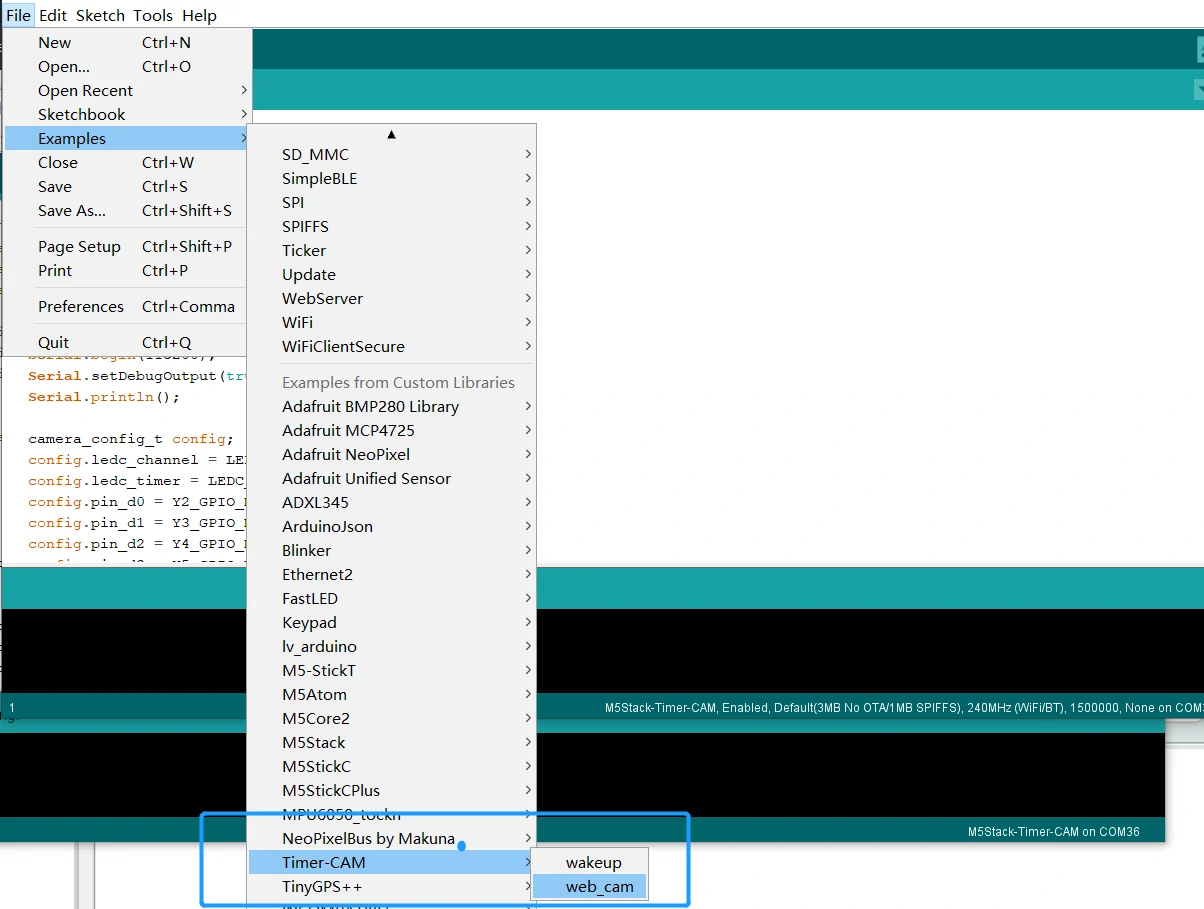 File Edit Sketch Tools Help
New Ctrl+N
Open... Ctrl+O
Open Recent
Sketchbook
Examples
Close Ctrl+W
Save Ctrl+S
Save As... Ctrl+Shift+S
Page Setup Ctrl+Shift+P
Print Ctrl+P
Preferences Ctrl+Comma
Quit Ctrl+Q
Serial.setDebugOutput(tru
Serial.println();
camera_config_t config;
config.ledc_channel = LE
config.ledc_timer = LEDC_
config.pin_d0 = Y2_GPIO_
config.pin_d1 = Y3_GPIO_
config.pin_d2 = Y4_GPIO_
SD_MMC
SimpleBLE
SPI
SPIFFS
Ticker
Update
WebServer
WiFi
WiFiClientSecure
Examples from Custom Libraries
Adafruit BMP280 Library
Adafruit MCP4725
Adafruit NeoPixel
Adafruit Unified Sensor
ADXL345
ArduinoJson
Blinker
Ethernet2
FastLED
Keypad
lv_arduino
M5-StickT
M5Atom
M5Core2
M5Stack
M5StickC
M5StickCPlus
MPU6050_tockn
NeoPixelBus by Makuna
Timer-CAM
TinyGPS++
wakeup
web_cam
1
M5Stack-Timer-CAM, Enabled, Default(3MB No OTA/1MB SPIFFS), 240MHz (WiFi/BT), 1500000, None on COM
M5Stack-Timer-CAM on COM36